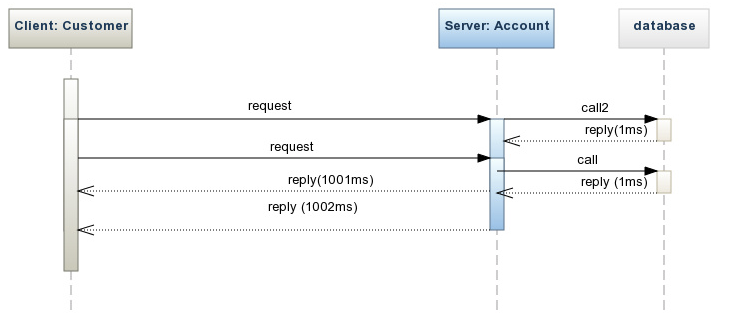 Client: Customer
Server: Account
database
request
call2
reply(1ms)
request
call
reply(1001ms)
reply (1ms)
reply (1002ms)